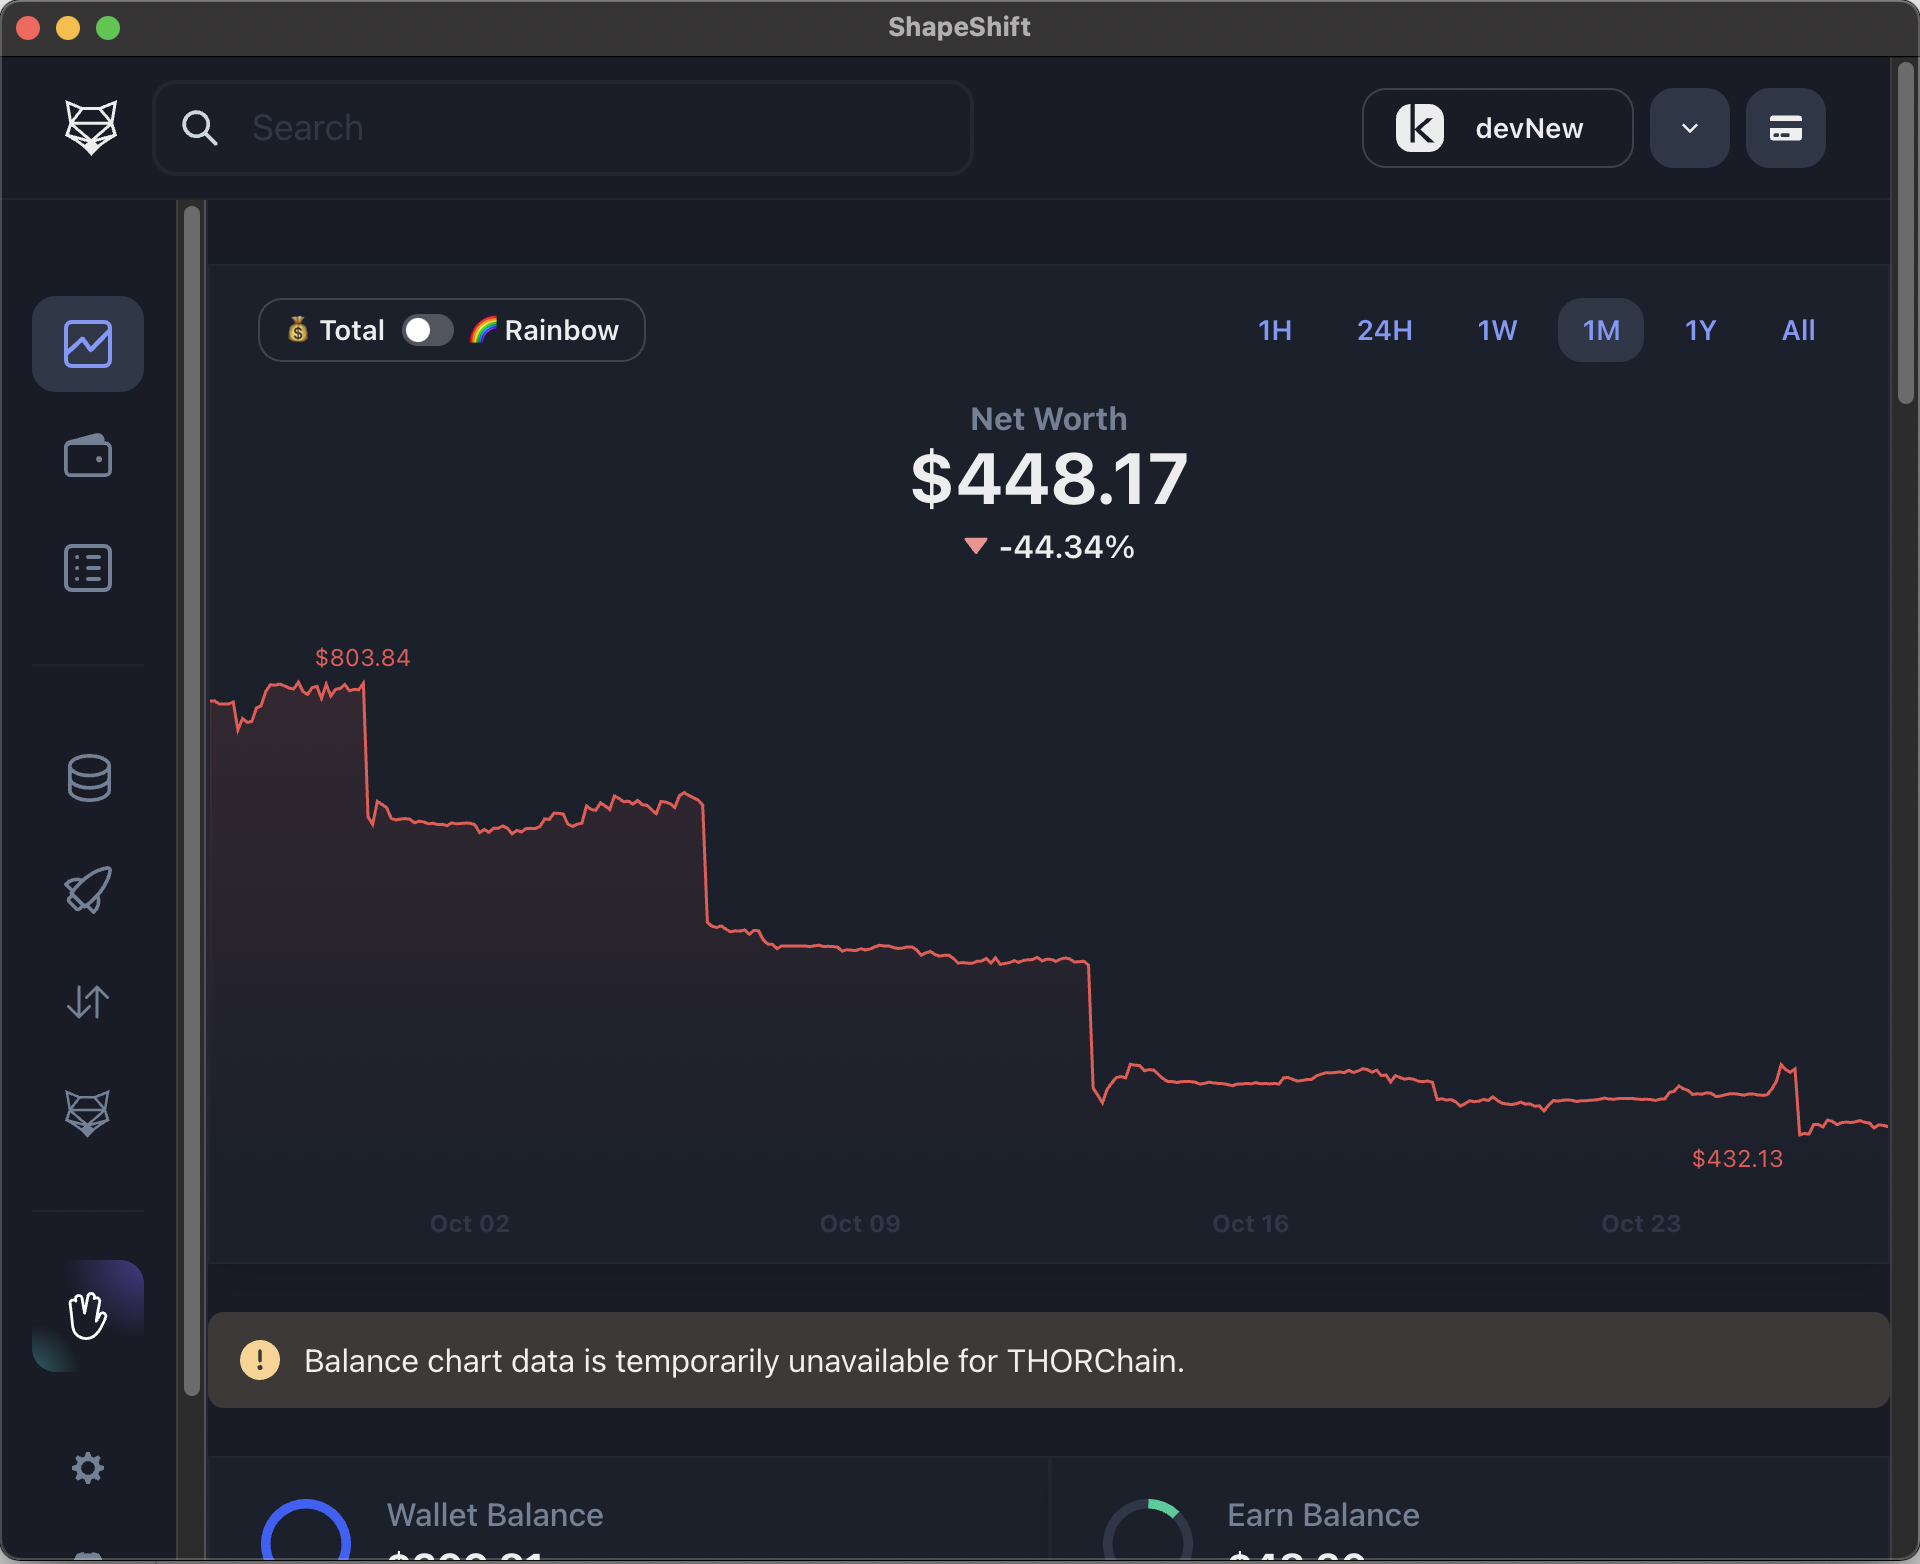 ShapeShift
Search
devNew
💰 Total 🌈 Rainbow
1H 24H 1W 1M 1Y All
Net Worth
$448.17
-44.34%
$803.84
$432.13
Oct 02 Oct 09 Oct 16 Oct 23
Balance chart data is temporarily unavailable for THORChain.
Wallet Balance
Earn Balance